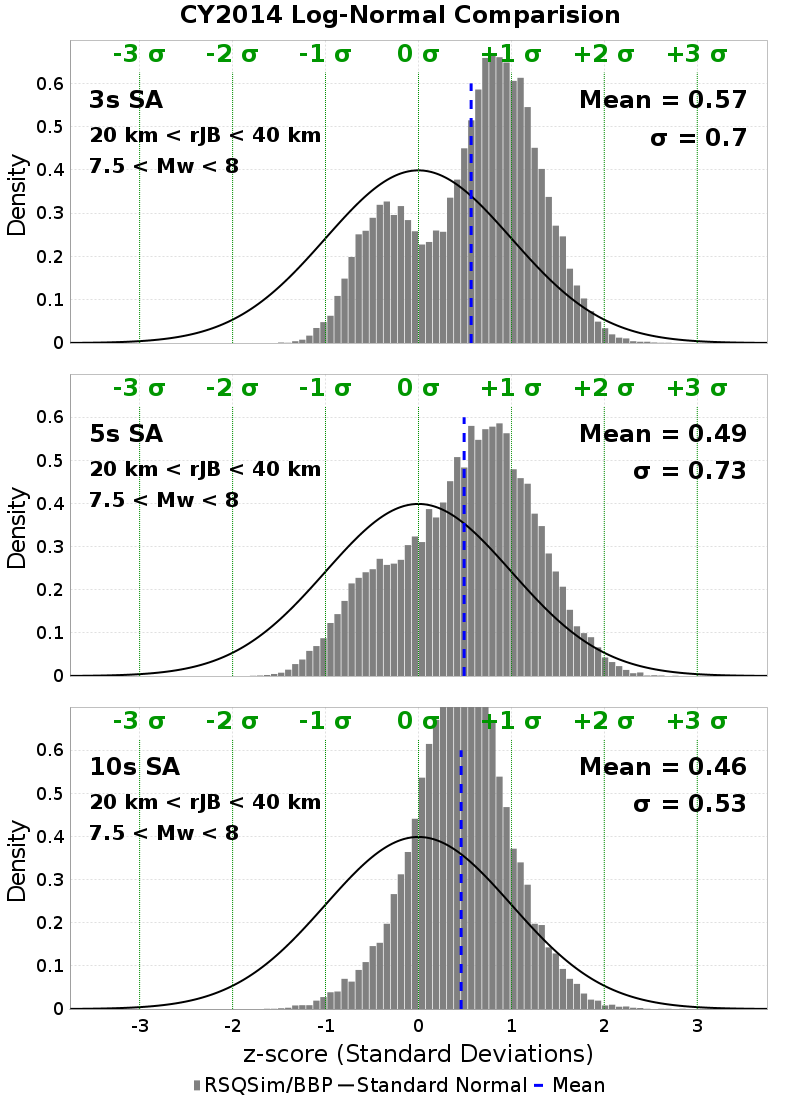 CY2014 Log-Normal Comparision
-3 σ -2 σ -1 σ 0 σ +1 σ +2 σ +3 σ
3s SA
20 km < rJB < 40 km
7.5 < Mw < 8
Mean = 0.57
σ = 0.7
Density
0.6
0.5
0.4
0.3
0.2
0.1
0
-3 σ -2 σ -1 σ 0 σ +1 σ +2 σ +3 σ
5s SA
20 km < rJB < 40 km
7.5 < Mw < 8
Mean = 0.49
σ = 0.73
Density
0.6
0.5
0.4
0.3
0.2
0.1
0
-3 σ -2 σ -1 σ 0 σ +1 σ +2 σ +3 σ
10s SA
20 km < rJB < 40 km
7.5 < Mw < 8
Mean = 0.46
σ = 0.53
Density
0.6
0.5
0.4
0.3
0.2
0.1
0
-3 -2 -1 0 1 2 3
z-score (Standard Deviations)
RSQSim/BBP Standard Normal Mean